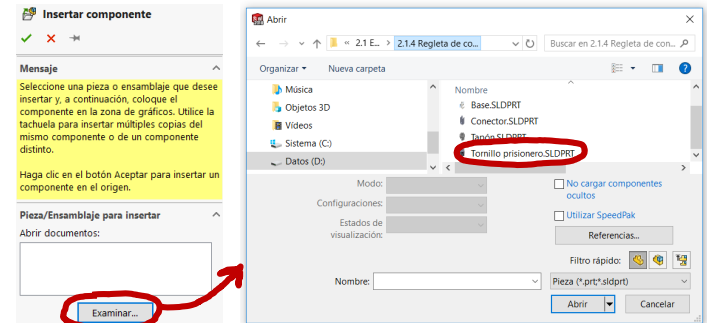 Insertar componente
Mensaje
Seleccione una pieza o ensamblaje que desee
insertar y, a continuación, coloque el
componente en la zona de gráficos. Utilice la
tachuela para insertar múltiples copias del
mismo componente o de un componente
distinto.
Haga clic en el botón Aceptar para insertar un
componente en el origen.
Pieza/Ensamblaje para insertar
Abrir documentos:
Examinar...
Abrir
« 2.1 E... > 2.1.4 Regleta de co...
Buscar en 2.1.4 Regleta de con...
Organizar
Nueva carpeta
Música
Objetos 3D
Vídeos
Sistema (C:)
Datos (D:)
Nombre
Base.SLDPRT
Conector.SLDPRT
Tapón.SLDPRT
Tornillo prisionero.SLDPRT
Modo:
Configuraciones:
Estados de
visualización:
No cargar componentes
ocultos
Utilizar SpeedPak
Referencias...
Filtro rápido:
Nombre:
Pieza (*.prt;*.sldprt)
Abrir
Cancelar